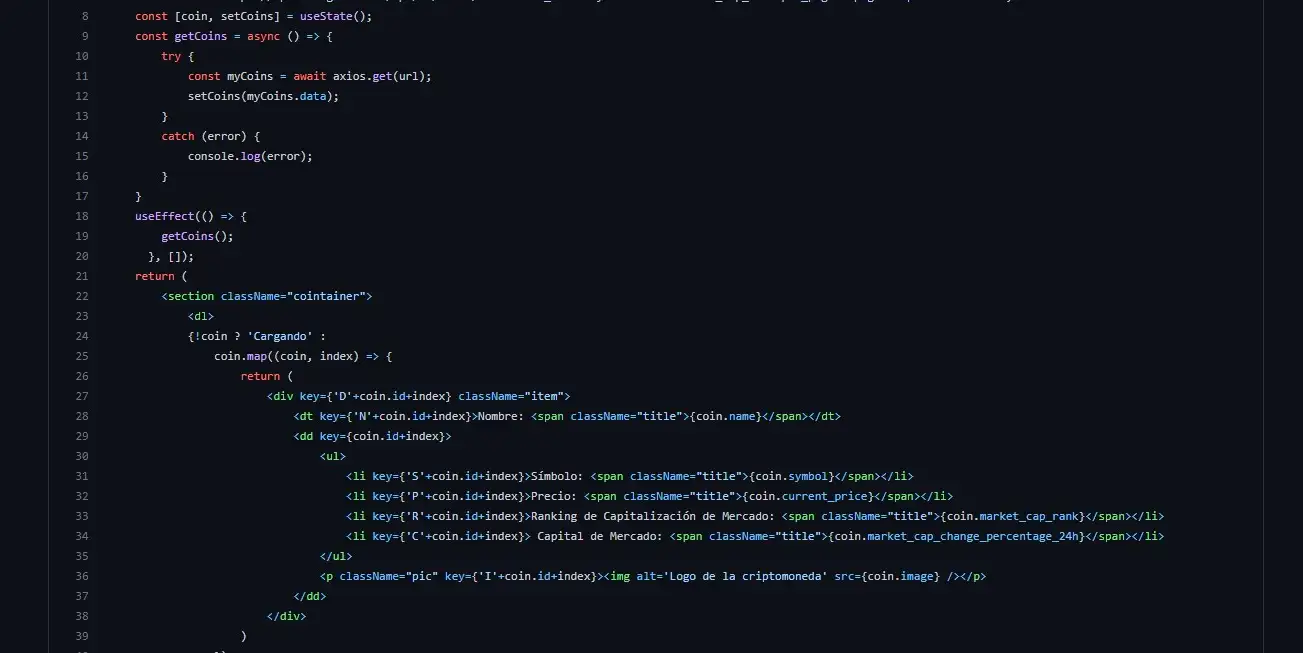 8 const [coin, setCoins] = useState();
9 const getCoins = async () => {
10 try {
11 const myCoins = await axios.get(url);
12 setCoins(myCoins.data);
13 }
14 catch (error) {
15 console.log(error);
16 }
17 }
18 useEffect(() => {
19 getCoins();
20 }, []);
21 return (
22 <section className="cointainer">
23 <dl>
24 {!coin ? 'Cargando' :
25 coin.map((coin, index) => {
26 return (
27 <div key={'D'+coin.id+index} className="item">
28 <dt key={'N'+coin.id+index}>Nombre: <span className="title">{coin.name}</span></dt>
29 <dd key={coin.id+index}>
30 <ul>
31 <li key={'S'+coin.id+index}>Símbolo: <span className="title">{coin.symbol}</span></li>
32 <li key={'P'+coin.id+index}>Precio: <span className="title">{coin.current_price}</span></li>
33 <li key={'R'+coin.id+index}>Ranking de Capitalización de Mercado: <span className="title">{coin.market_cap_rank}</span></li>
34 <li key={'C'+coin.id+index}> Capital de Mercado: <span className="title">{coin.market_cap_change_percentage_24h}</span></li>
35 </ul>
36 <p className="pic" key={'I'+coin.id+index}><img alt='Logo de la criptomoneda' src={coin.image} /></p>
37 </dd>
38 </div>
39 )